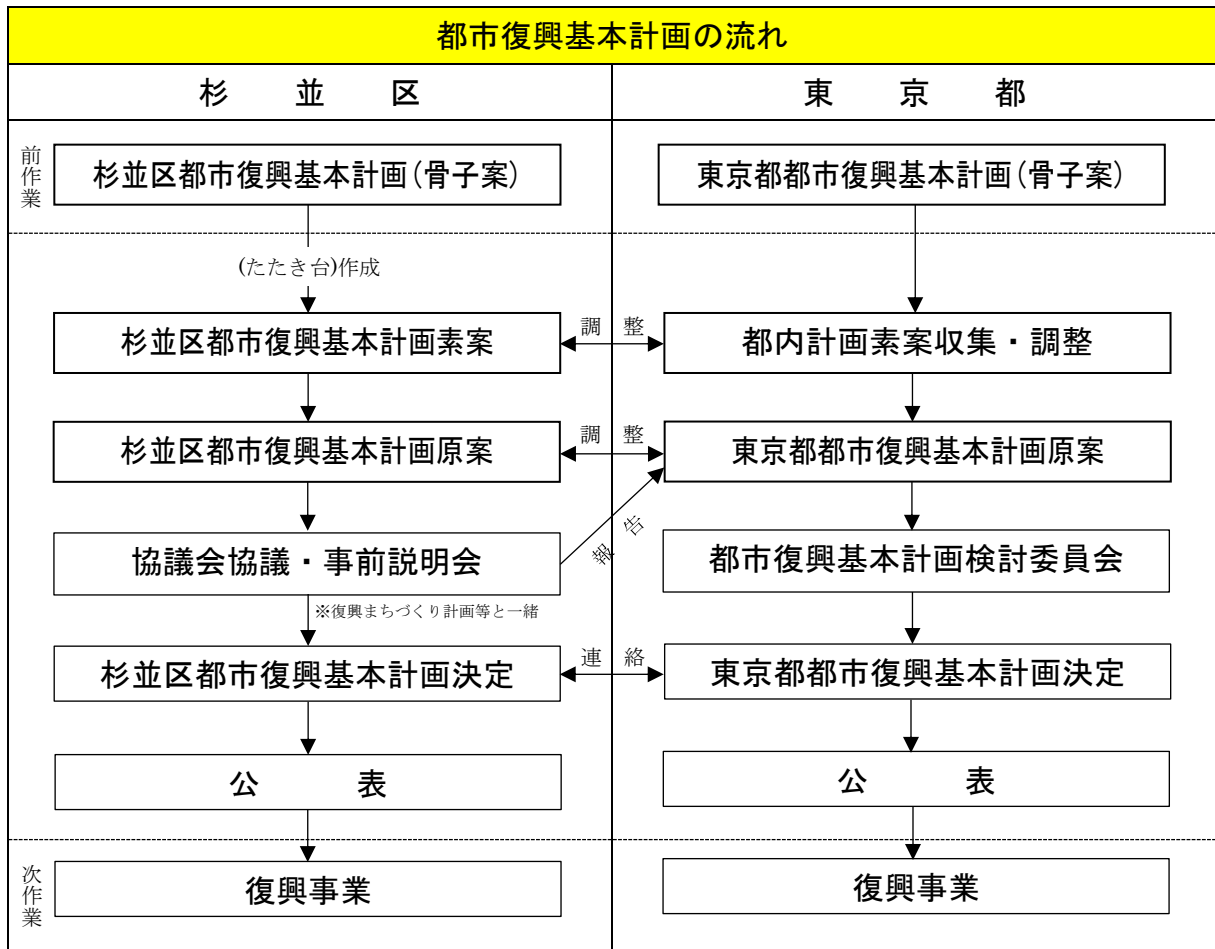 都市復興基本計画の流れ
杉並区
東京都
前作業
杉並区都市復興基本計画(骨子案)
東京都都市復興基本計画(骨子案)
(たたき台)作成
杉並区都市復興基本計画素案
調整
都内計画素案収集・調整
杉並区都市復興基本計画原案
調整
東京都都市復興基本計画原案
協議会協議・事前説明会
報告
都市復興基本計画検討委員会
※復興まちづくり計画等と一緒
杉並区都市復興基本計画決定
連絡
東京都都市復興基本計画決定
公表
公表
次作業
復興事業
復興事業